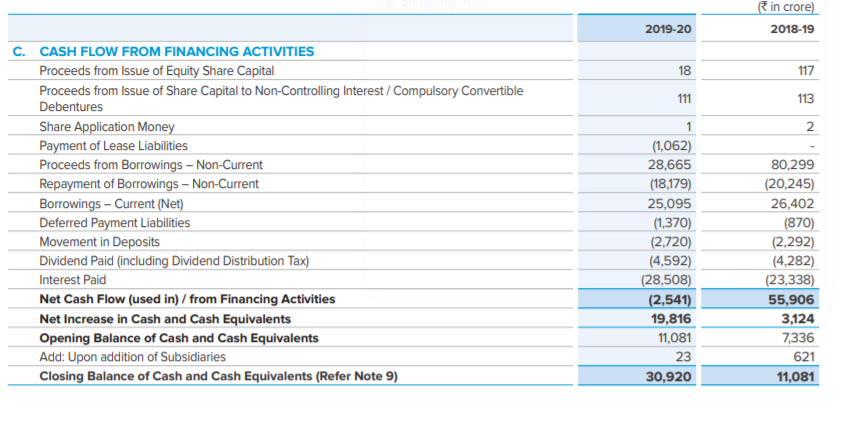 (₹ in crore)
2019-20 2018-19
C. CASH FLOW FROM FINANCING ACTIVITIES
Proceeds from Issue of Equity Share Capital 18 117
Proceeds from Issue of Share Capital to Non-Controlling Interest / Compulsory Convertible
Debentures 111 113
Share Application Money 1 2
Payment of Lease Liabilities (1,062) -
Proceeds from Borrowings – Non-Current 28,665 80,299
Repayment of Borrowings – Non-Current (18,179) (20,245)
Borrowings – Current (Net) 25,095 26,402
Deferred Payment Liabilities (1,370) (870)
Movement in Deposits (2,720) (2,292)
Dividend Paid (including Dividend Distribution Tax) (4,592) (4,282)
Interest Paid (28,508) (23,338)
Net Cash Flow (used in) / from Financing Activities (2,541) 55,906
Net Increase in Cash and Cash Equivalents 19,816 3,124
Opening Balance of Cash and Cash Equivalents 11,081 7,336
Add: Upon addition of Subsidiaries 23 621
Closing Balance of Cash and Cash Equivalents (Refer Note 9) 30,920 11,081